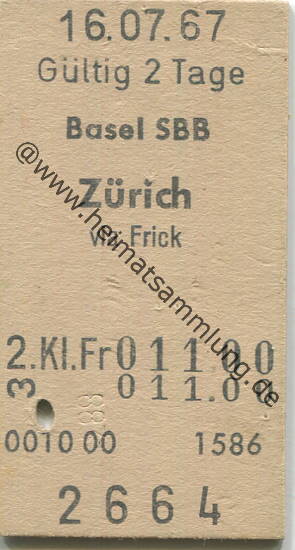 16.07.67
Gültig 2 Tage
Basel SBB
Zürich
via Frick
2.Kl.Fr 011.00
3 011.00
0010 00 1586
2664
@www.heimatsammlung.de